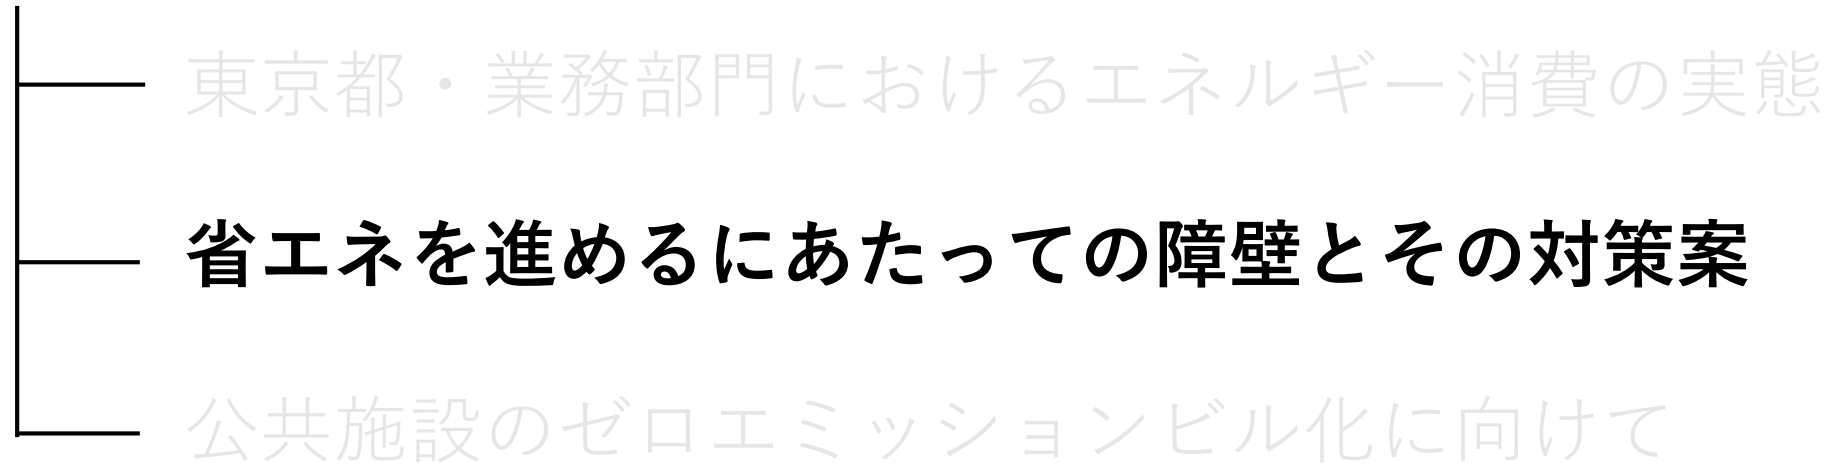 東京都・業務部門におけるエネルギー消費の実態
省エネを進めるにあたっての障壁とその対策案
公共施設のゼロエミッションビル化に向けて